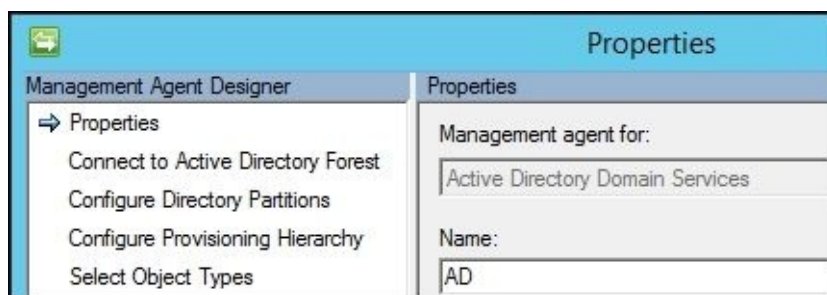 Properties
Management Agent Designer
Properties
Connect to Active Directory Forest
Configure Directory Partitions
Configure Provisioning Hierarchy
Select Object Types
Properties
Management agent for:
Active Directory Domain Services
Name:
AD